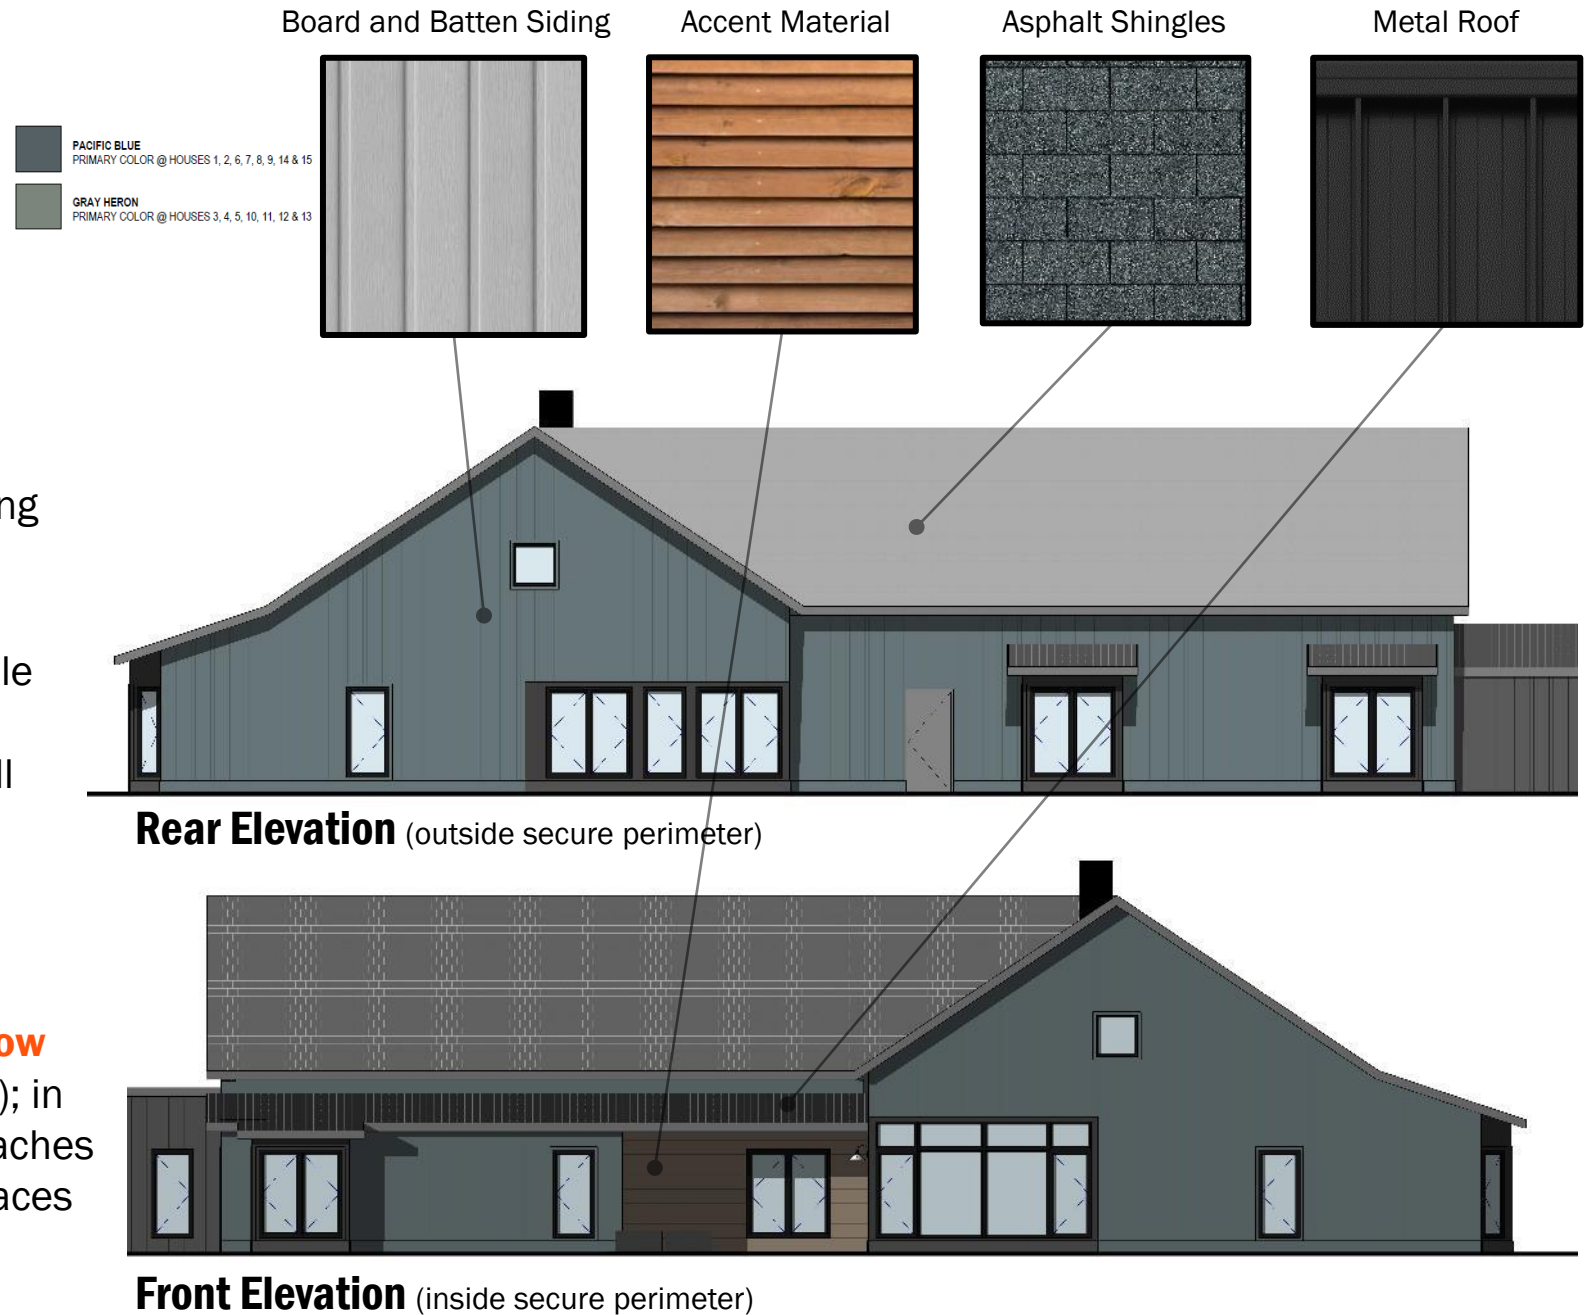 Board and Batten Siding
Accent Material
Asphalt Shingles
Metal Roof
PACIFIC BLUE
PRIMARY COLOR @ HOUSES 1, 2, 6, 7, 8, 9, 14 & 15
GRAY HERON
PRIMARY COLOR @ HOUSES 3, 4, 5, 10, 11, 12 & 13
ng
le
ll
Rear Elevation (outside secure perimeter)
ow
); in
aches
aces
Front Elevation (inside secure perimeter)